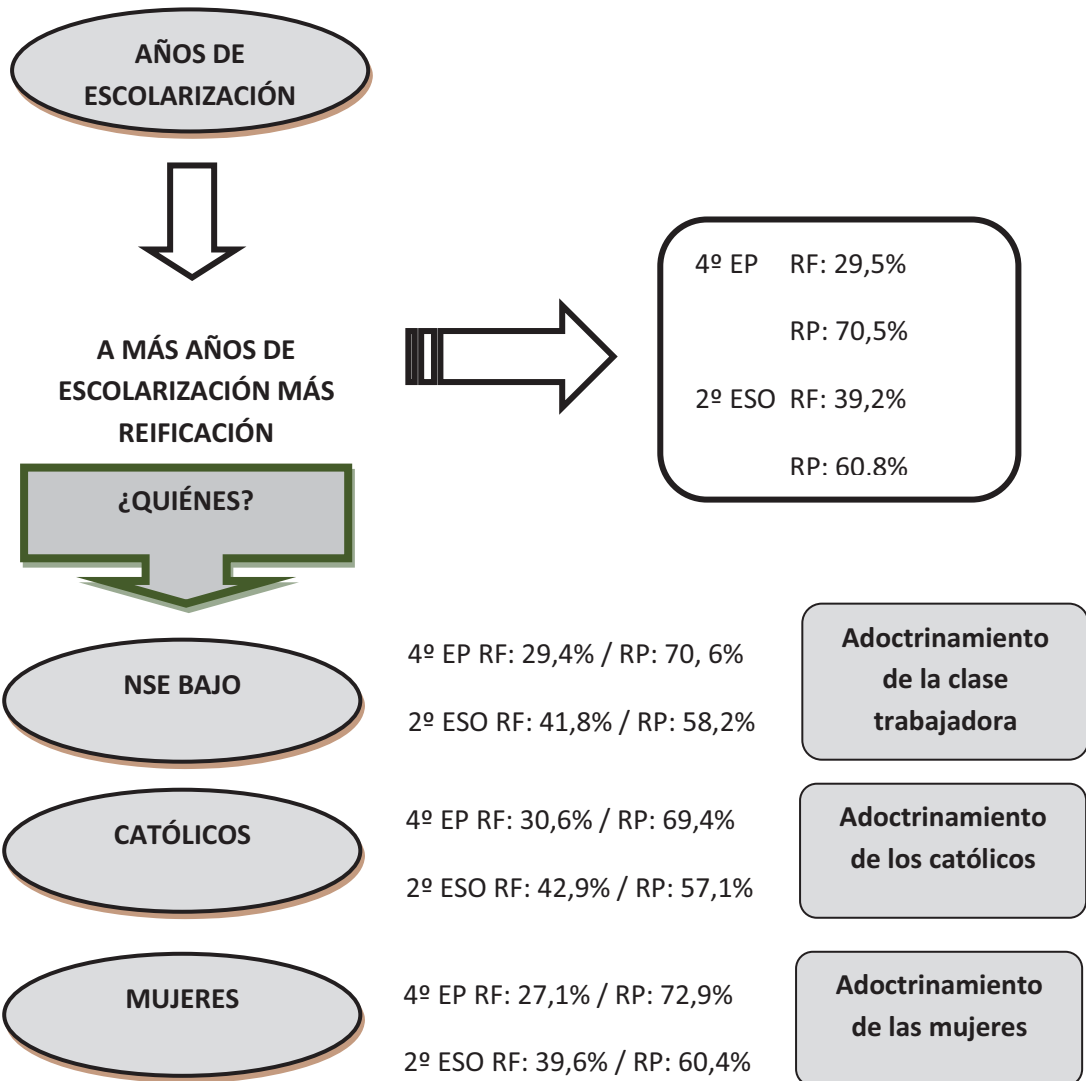 AÑOS DE
ESCOLARIZACIÓN
A MÁS AÑOS DE
ESCOLARIZACIÓN MÁS
REIFICACIÓN
4º EP RF: 29,5%
RP: 70,5%
2º ESO RF: 39,2%
RP: 60,8%
¿QUIÉNES?
NSE BAJO
4º EP RF: 29,4% / RP: 70, 6%
2º ESO RF: 41,8% / RP: 58,2%
Adoctrinamiento
de la clase
trabajadora
CATÓLICOS
4º EP RF: 30,6% / RP: 69,4%
2º ESO RF: 42,9% / RP: 57,1%
Adoctrinamiento
de los católicos
MUJERES
4º EP RF: 27,1% / RP: 72,9%
2º ESO RF: 39,6% / RP: 60,4%
Adoctrinamiento
de las mujeres